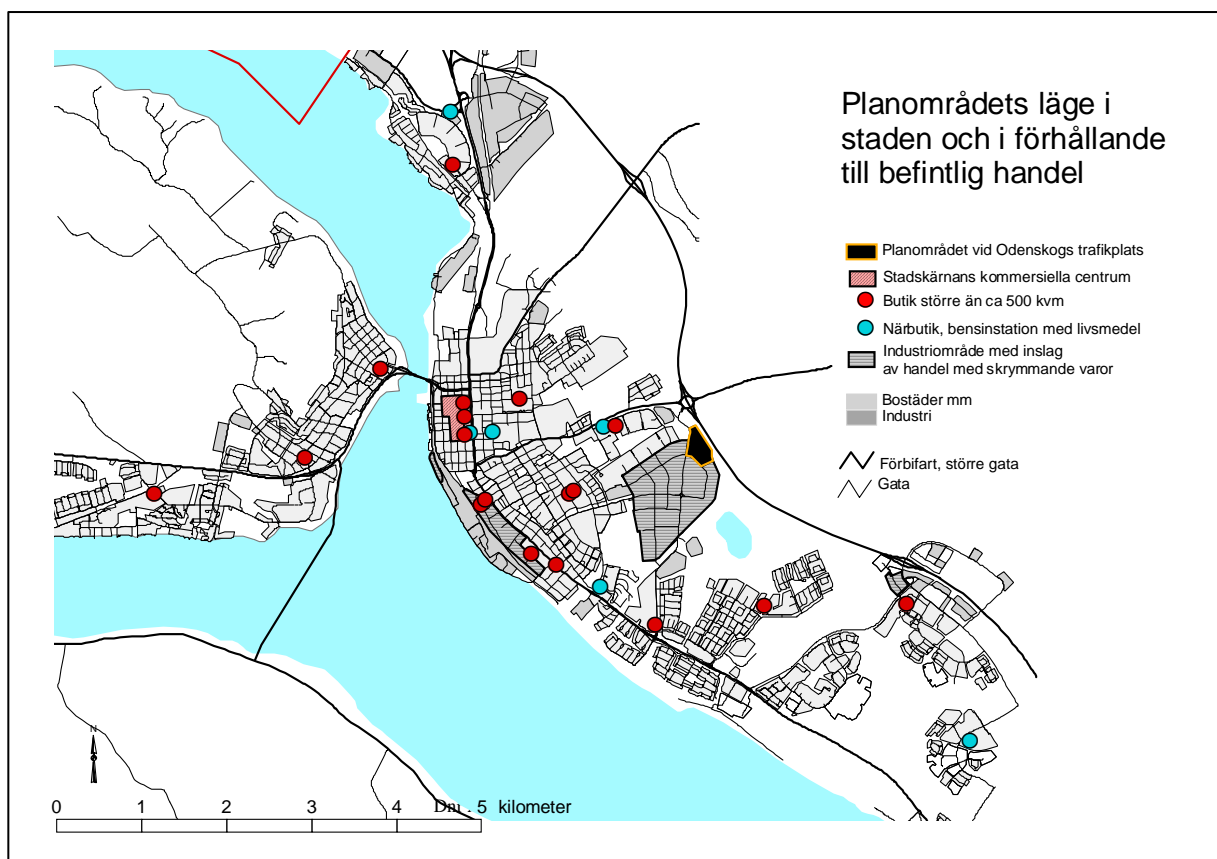 Planområdets läge i
staden och i förhållande
till befintlig handel
Planområdet vid Odenskogs trafikplats
Stadskärnans kommersiella centrum
Butik större än ca 500 kvm
Närbutik, bensinstation med livsmedel
Industriområde med inslag
av handel med skrymmande varor
Bostäder mm
Industri
Förbifart, större gata
Gata
N
0 1 2 3 4 5 kilometer